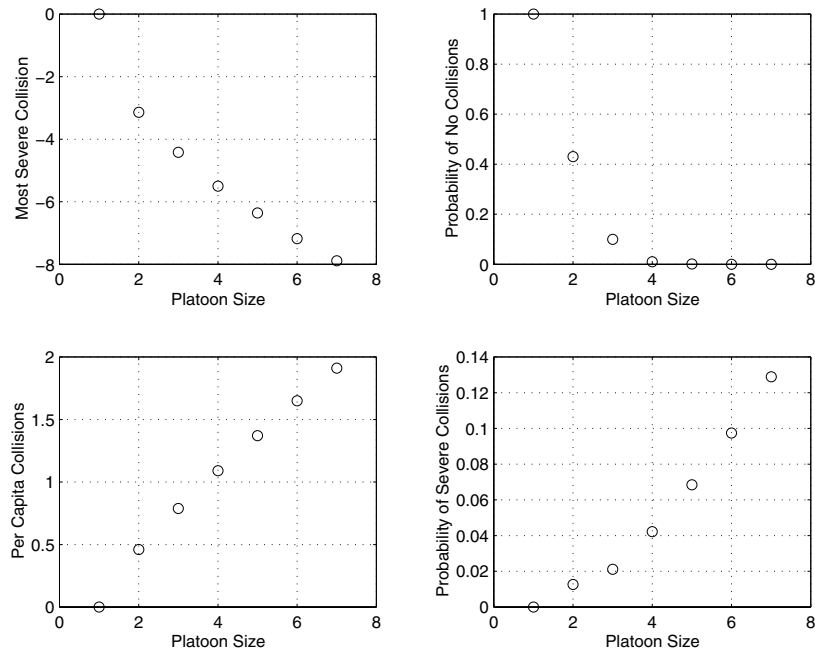 0
−2
−4
−6
−8
0 2 4 6 8
Most Severe Collision
Platoon Size
1
0.8
0.6
0.4
0.2
0
0 2 4 6 8
Probability of No Collisions
Platoon Size
2
1.5
1
0.5
0
0 2 4 6 8
Per Capita Collisions
Platoon Size
0.14
0.12
0.1
0.08
0.06
0.04
0.02
0
0 2 4 6 8
Probability of Severe Collisions
Platoon Size